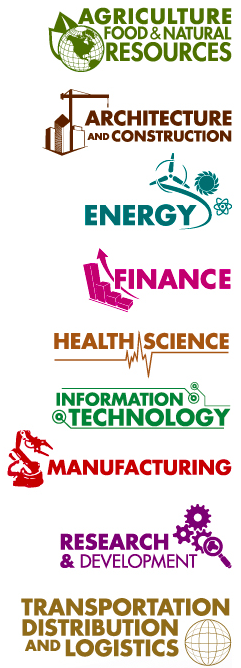 AGRICULTURE
FOOD & NATURAL
RESOURCES
ARCHITECTURE
AND CONSTRUCTION
ENERGY
FINANCE
HEALTH SCIENCE
INFORMATION
TECHNOLOGY
MANUFACTURING
RESEARCH
& DEVELOPMENT
TRANSPORTATION
DISTRIBUTION
AND LOGISTICS